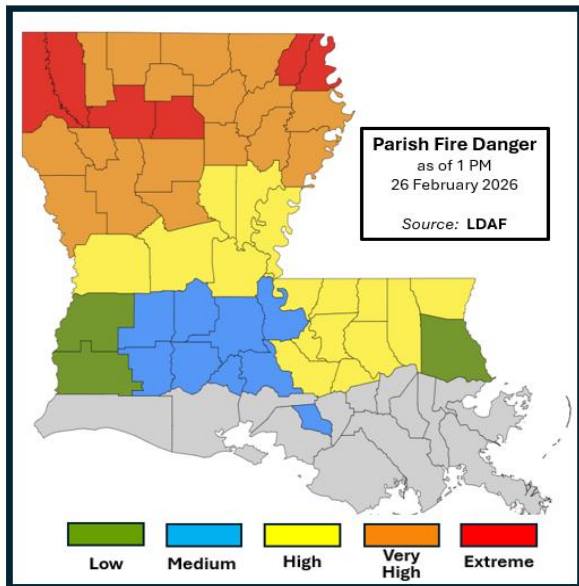 Parish Fire Danger
as of 1 PM
26 February 2026
Source: LDAF
Low
Medium
High
Very
High
Extreme